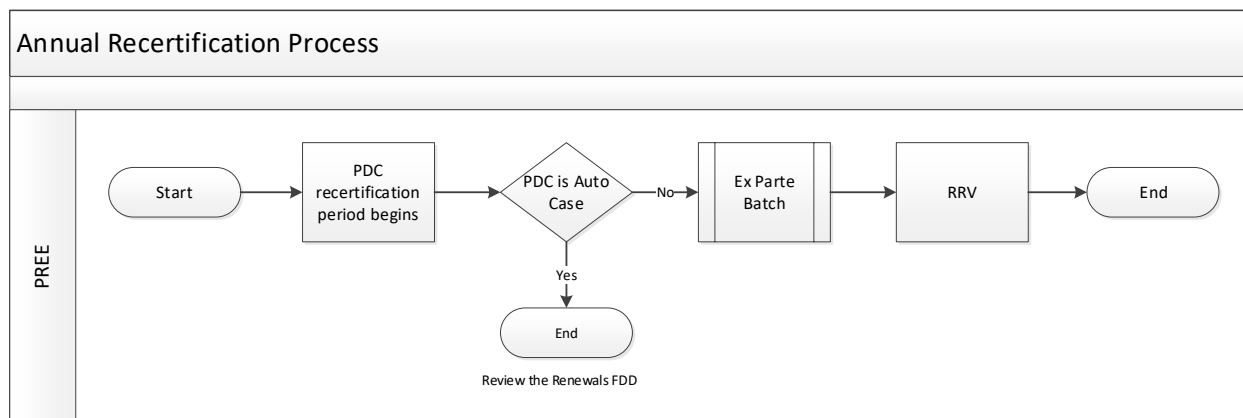 Annual Recertification Process
PREE
Start
PDC
recertification
period begins
PDC is Auto
Case
No
Ex Parte
Batch
RRV
End
Yes
End
Review the Renewals FDD